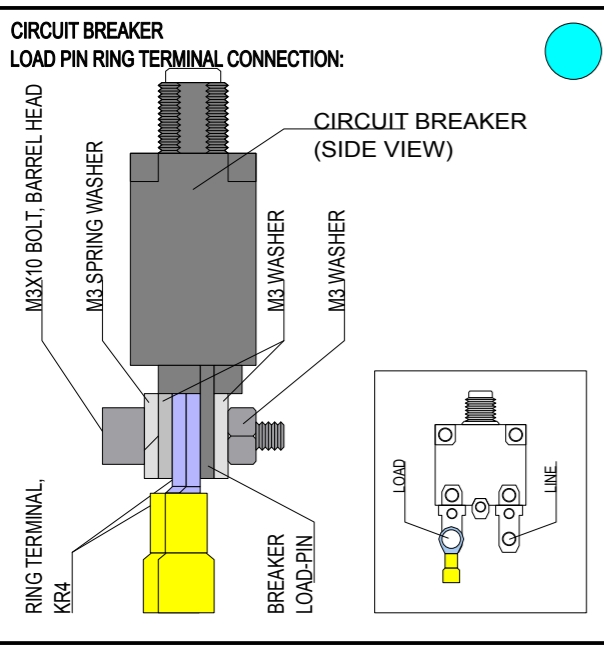 CIRCUIT BREAKER
LOAD PIN RING TERMINAL CONNECTION:
M3X10 BOLT, BARREL HEAD
M3 SPRING WASHER
CIRCUIT BREAKER
(SIDE VIEW)
M3 WASHER
M3 WASHER
RING TERMINAL,
KR4
BREAKER
LOAD-PIN
LOAD
LINE